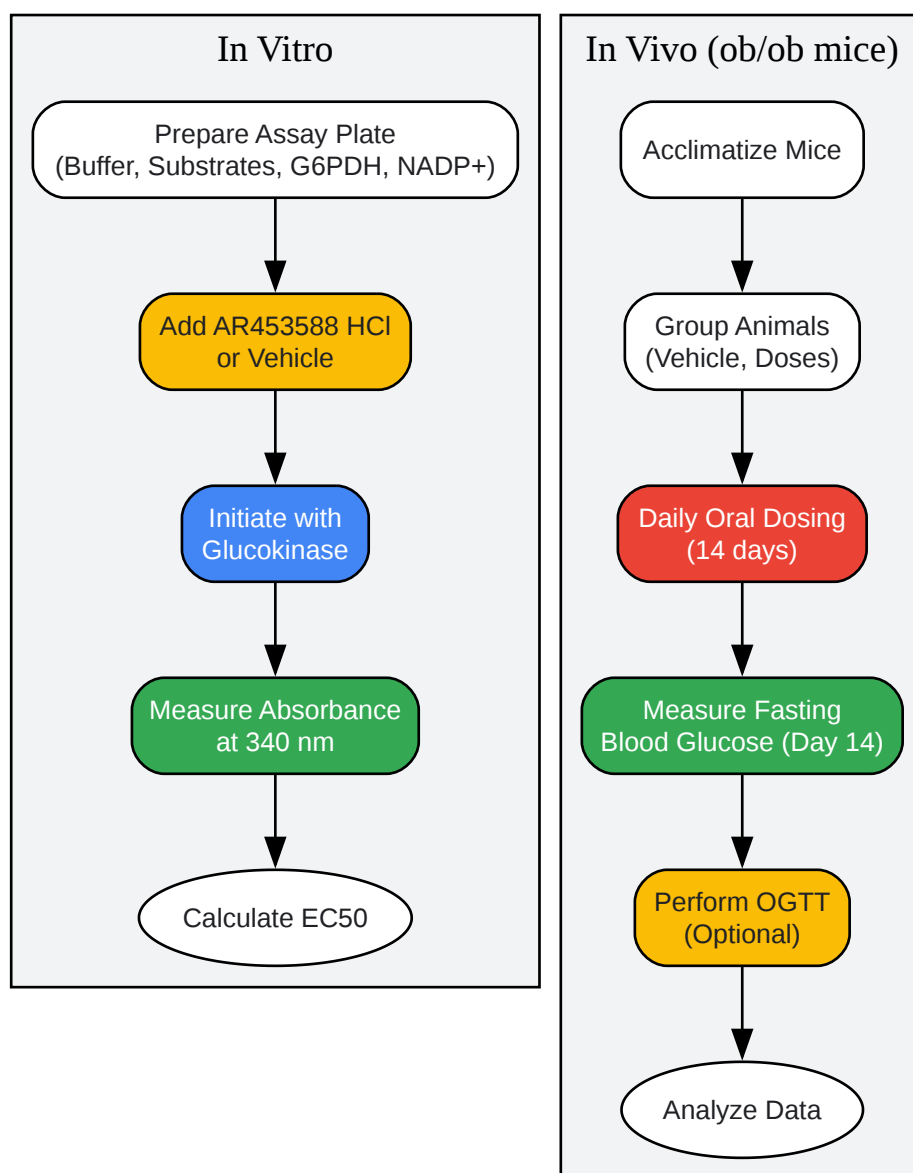 In Vitro
Prepare Assay Plate
(Buffer, Substrates, G6PDH, NADP+)
Add AR453588 HCl
or Vehicle
Initiate with
Glucokinase
Measure Absorbance
at 340 nm
Calculate EC50
In Vivo (ob/ob mice)
Acclimatize Mice
Group Animals
(Vehicle, Doses)
Daily Oral Dosing
(14 days)
Measure Fasting
Blood Glucose (Day 14)
Perform OGTT
(Optional)
Analyze Data